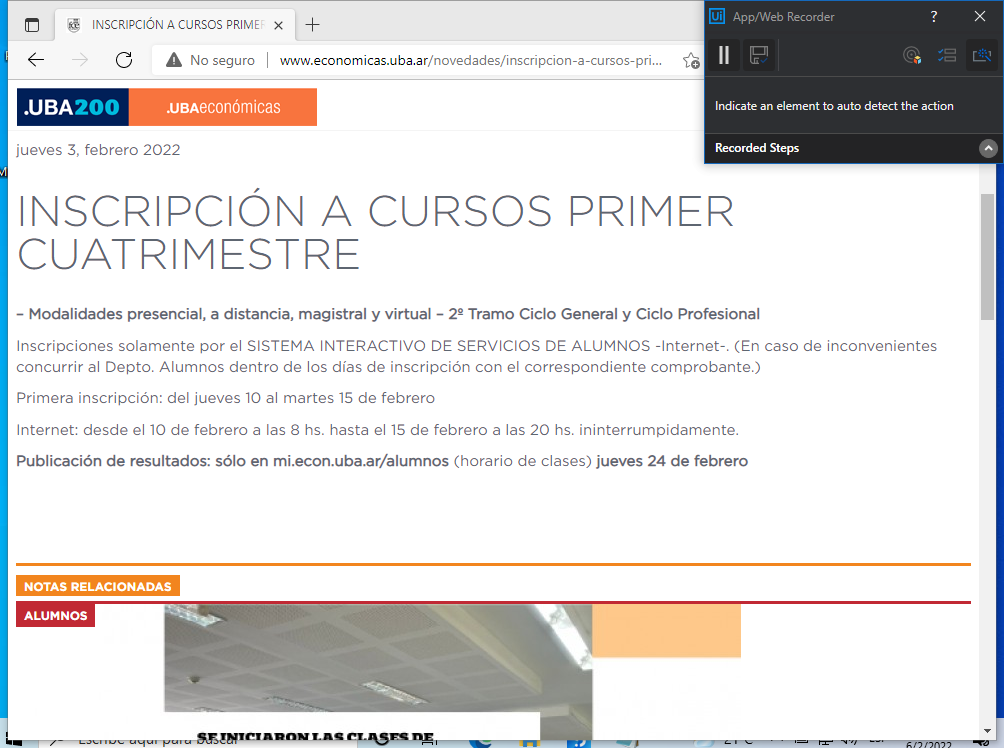 INSCRIPCIÓN A CURSOS PRIMER
Ui App/Web Recorder ?
No seguro www.economicas.uba.ar/novedades/inscripcion-a-cursos-pri...
Indicate an element to auto detect the action
Recorded Steps
.UBA200 .UBAeconómicas
jueves 3, febrero 2022
INSCRIPCIÓN A CURSOS PRIMER
CUATRIMESTRE
– Modalidades presencial, a distancia, magistral y virtual – 2º Tramo Ciclo General y Ciclo Profesional
Inscripciones solamente por el SISTEMA INTERACTIVO DE SERVICIOS DE ALUMNOS -Internet-. (En caso de inconvenientes
concurrir al Depto. Alumnos dentro de los días de inscripción con el correspondiente comprobante.)
Primera inscripción: del jueves 10 al martes 15 de febrero
Internet: desde el 10 de febrero a las 8 hs. hasta el 15 de febrero a las 20 hs. ininterrumpidamente.
Publicación de resultados: sólo en mi.econ.uba.ar/alumnos (horario de clases) jueves 24 de febrero
NOTAS RELACIONADAS
ALUMNOS
SE INICIARON LAS CLASES DE
Escribe aquí para buscar
6/2/2022